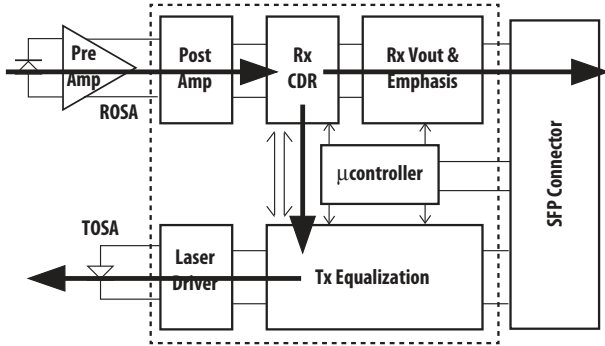 Pre
Amp
ROSA
Post
Amp
Rx
CDR
Rx Vout &
Emphasis
μcontroller
SFP Connector
TOSA
Laser
Driver
Tx Equalization